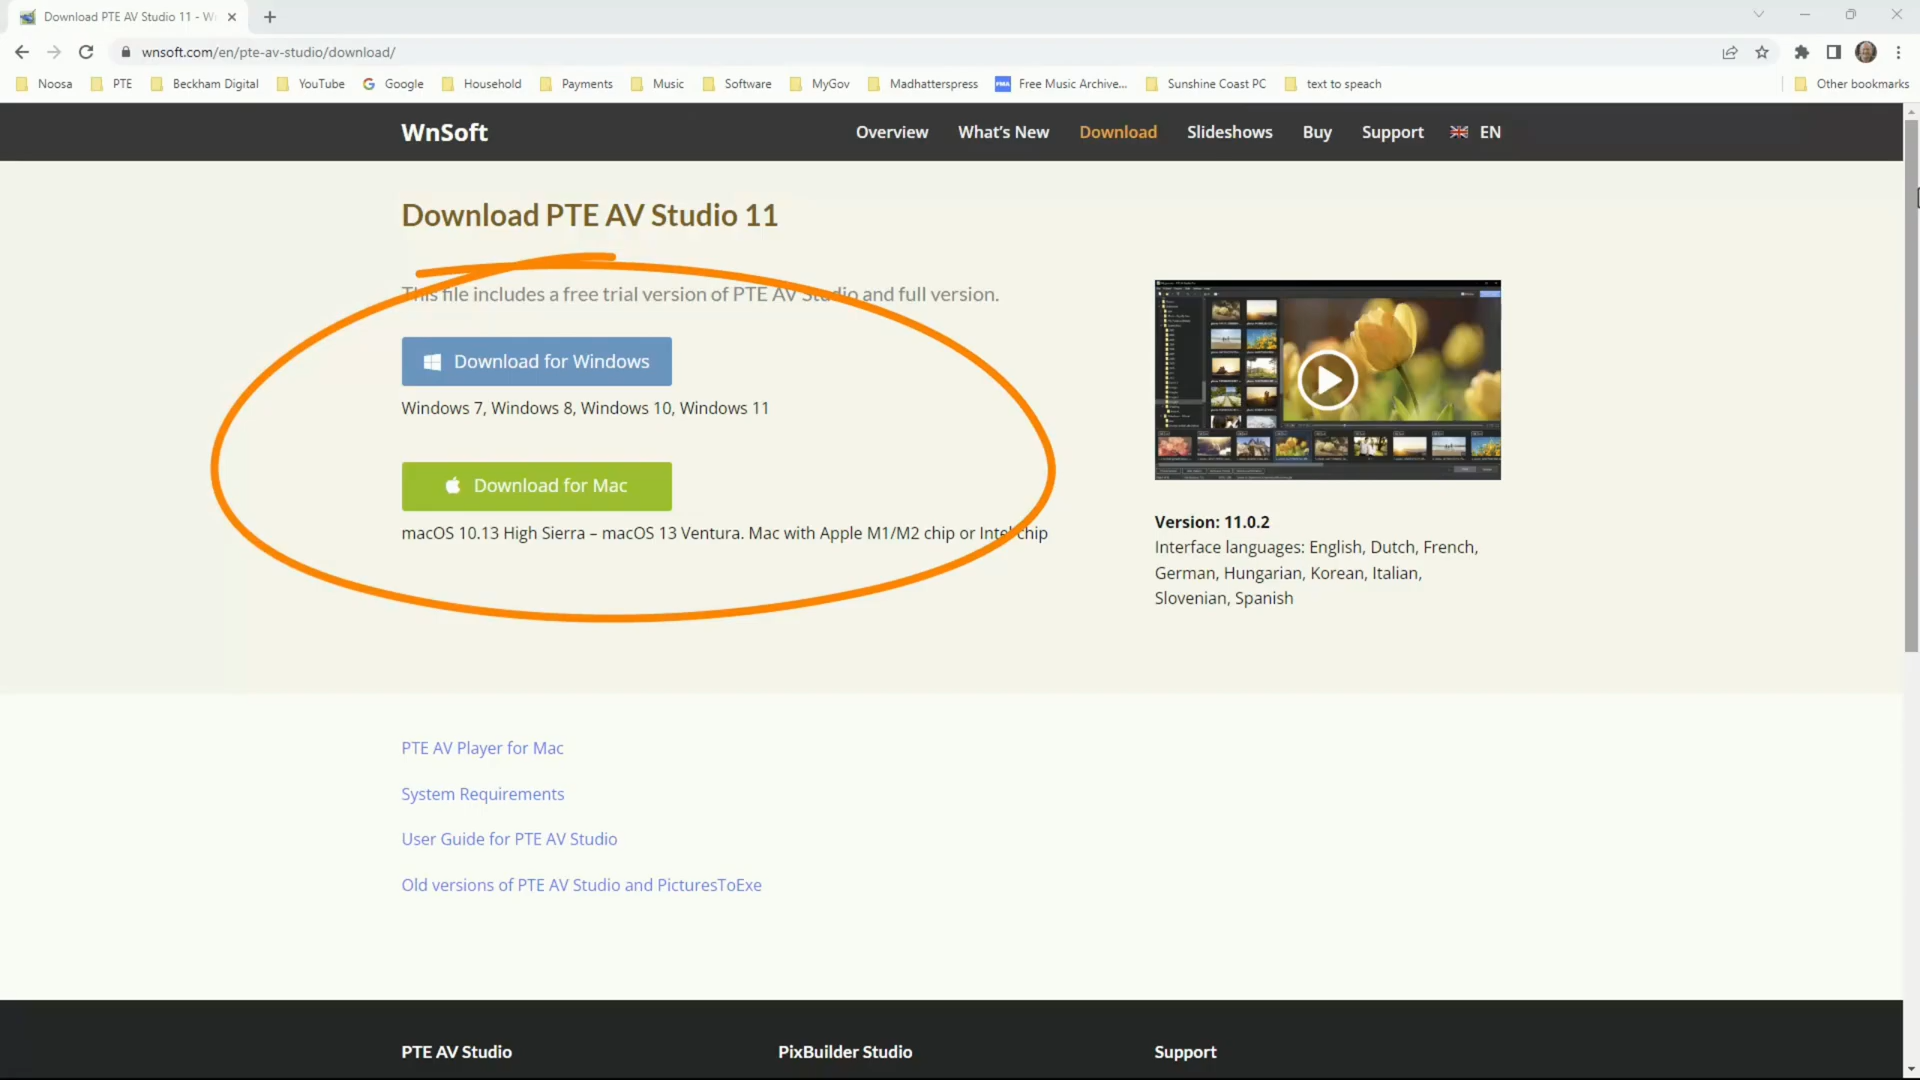 Download PTE AV Studio 11 - W
wnsoft.com/en/pte-av-studio/download/
Noosa PTE Beckham Digital YouTube Google Household Payments Music Software MyGov Madhatterspress FMA Free Music Archive... Sunshine Coast PC text to speach Other bookmarks
WnSoft Overview What's New Download Slideshows Buy Support EN
Download PTE AV Studio 11
This file includes a free trial version of PTE AV Studio and full version.
Download for Windows
Windows 7, Windows 8, Windows 10, Windows 11
Download for Mac
macOS 10.13 High Sierra – macOS 13 Ventura. Mac with Apple M1/M2 chip or Intel chip
Version: 11.0.2
Interface languages: English, Dutch, French,
German, Hungarian, Korean, Italian,
Slovenian, Spanish
PTE AV Player for Mac
System Requirements
User Guide for PTE AV Studio
Old versions of PTE AV Studio and PicturesToExe
PTE AV Studio PixBuilder Studio Support